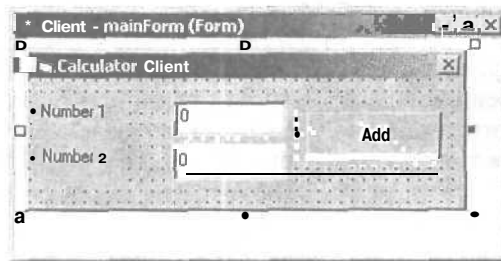 * Client - mainForm (Form)
Calculator Client
Number 1
0
Add
Number 2
0